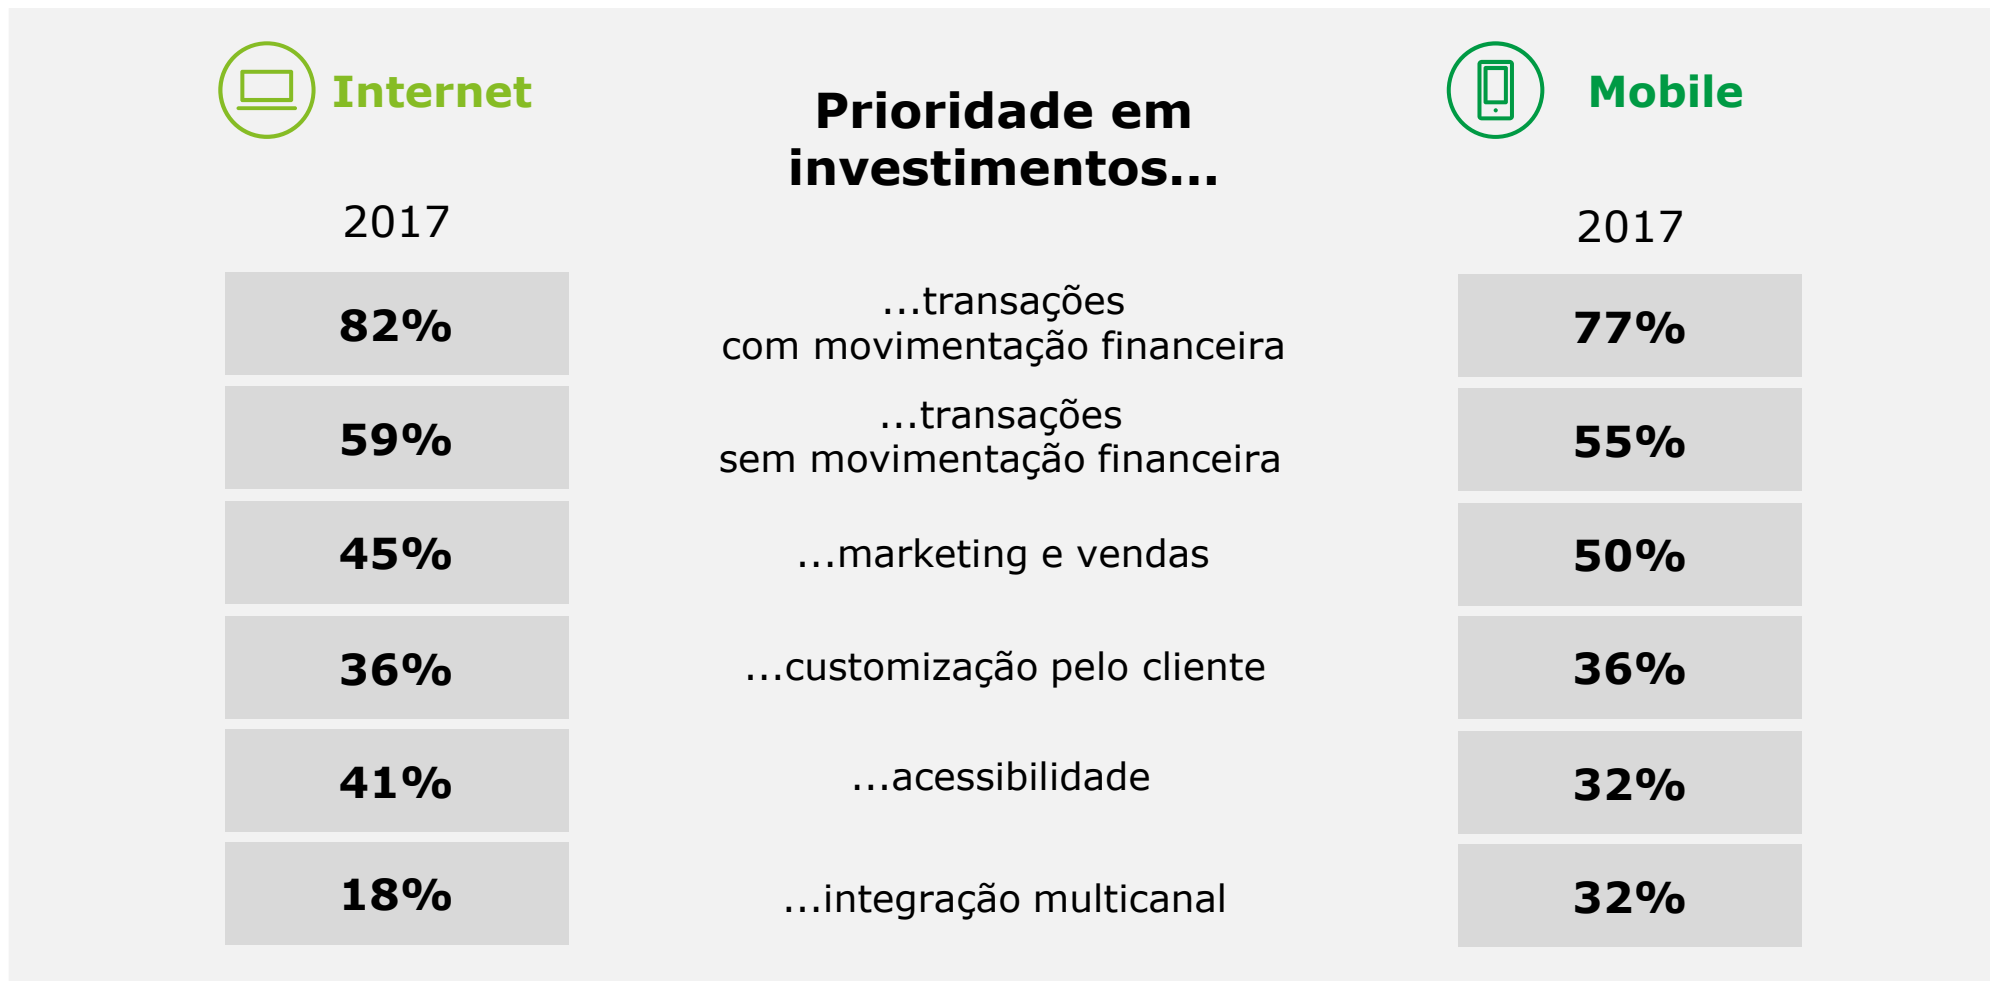 Internet
Prioridade em
investimentos...
Mobile
2017
2017
82%
...transações
com movimentação financeira
77%
59%
...transações
sem movimentação financeira
55%
45%
...marketing e vendas
50%
36%
...customização pelo cliente
36%
41%
...acessibilidade
32%
18%
...integração multicanal
32%